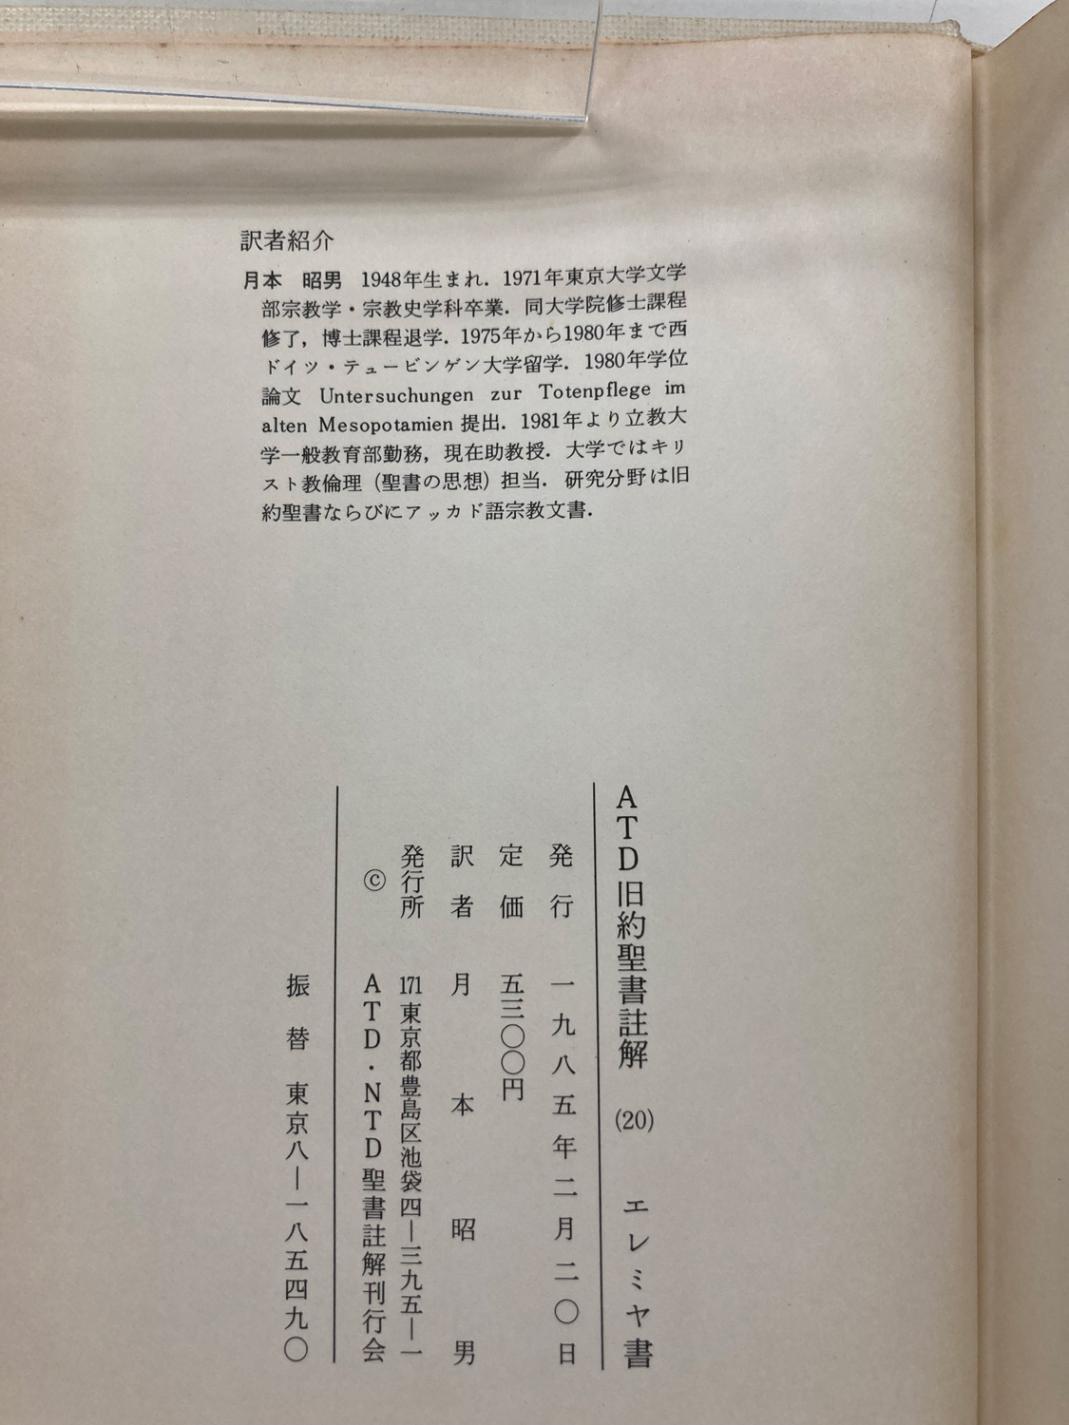 訳者紹介
月本　昭男　1948年生まれ．1971年東京大学文学
部宗教学・宗教史学科卒業．同大学院修士課程
修了，博士課程退学．1975年から1980年まで西
ドイツ・テュービンゲン大学留学．1980年学位
論文　Untersuchungen zur Totenpflege im
alten Mesopotamien 提出．1981年より立教大
学一般教育部勤務，現在助教授．大学ではキリ
スト教倫理（聖書の思想）担当．研究分野は旧
約聖書ならびにアッカド語宗教文書．
ATD旧約聖書註解　(20)　エレミヤ書
発行　一九八五年二月二〇日
定価　五三〇〇円
訳者　月本昭男
発行所　171 東京都豊島区池袋四―三九五―一
©　ATD・NTD聖書註解刊行会
振替　東京八―一八五四九〇